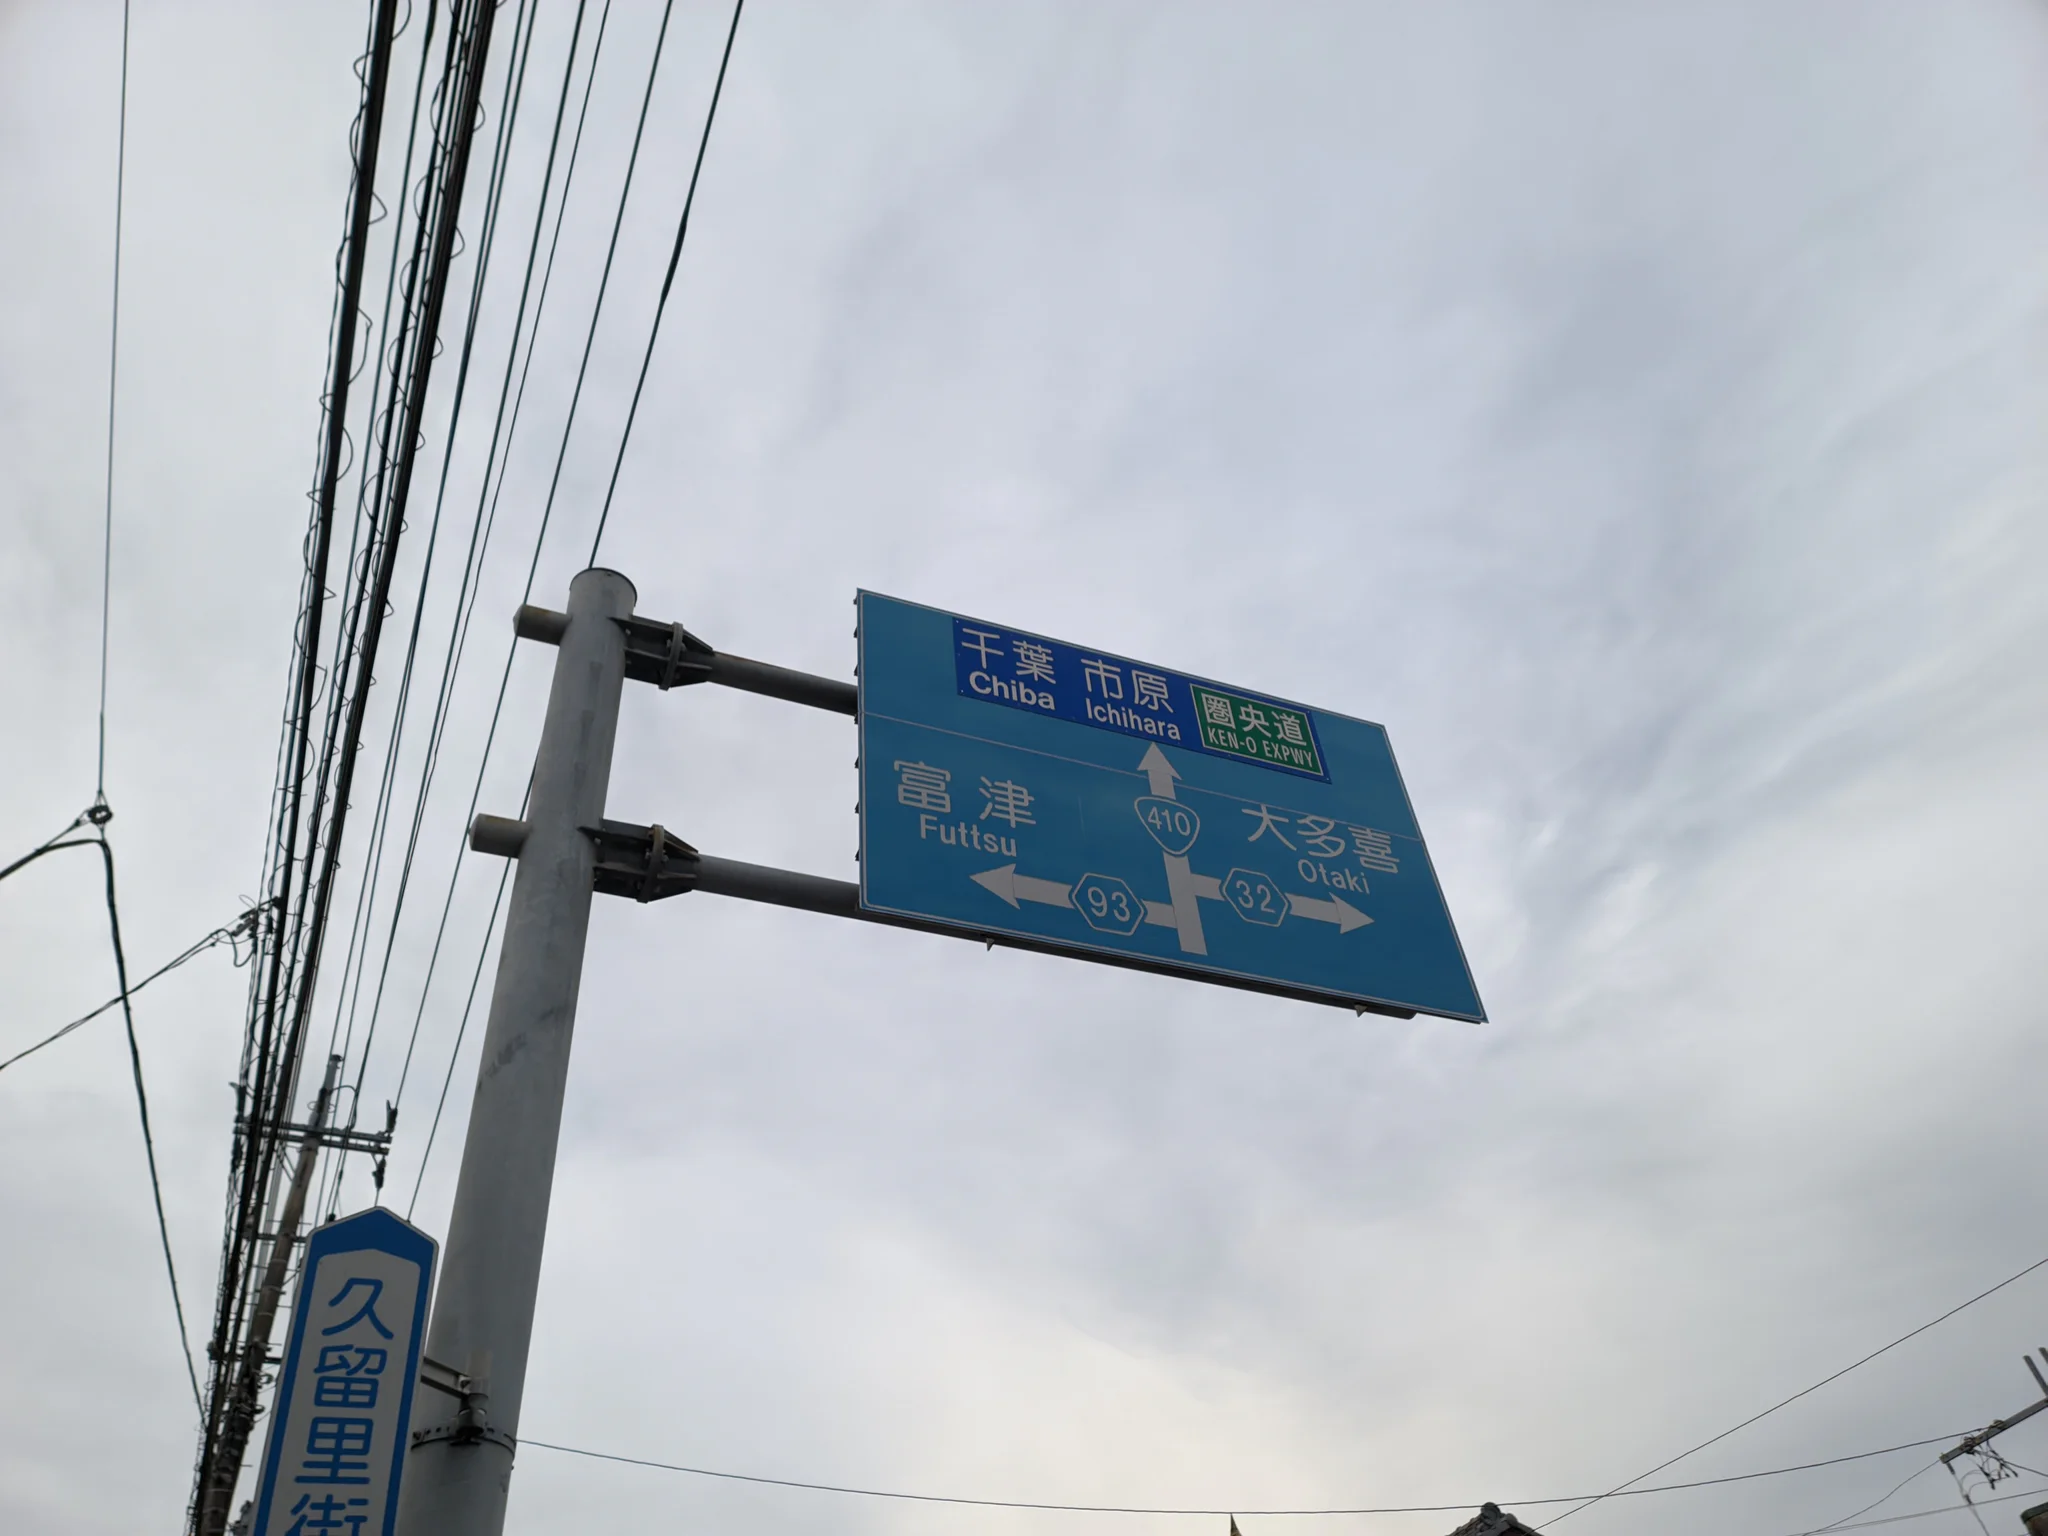 千葉 市原 圏央道
Chiba Ichihara KEN-O EXPWY
富津
Futtsu
410
大多喜
Otaki
93
32
久留里街